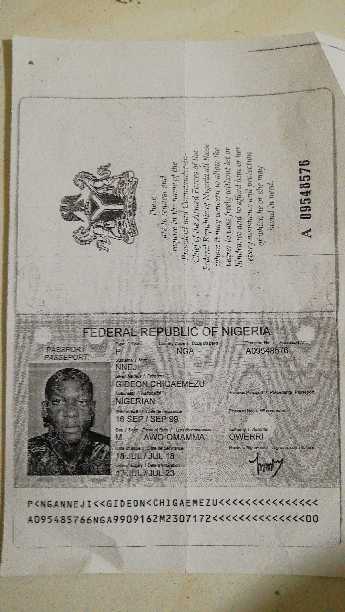 These
are to request and
require in the name of the
President and Commander-in-
Chief of the Armed Forces of the
Federal Republic of Nigeria all those
whom it may concern to allow the
bearer to pass freely without let or
hindrance and to afford him or her
every assistance and protection
of which he or she may
stand in need.
A 09548576
FEDERAL REPUBLIC OF NIGERIA
PASSPORT
PASSEPORT
P NGA A09548576
NNEJI
GIDEON CHIGAEMEZU
NIGERIAN
16 SEP / SEP 99
M AWO-OMAMMA OWERRI
18 JUL / JUL 18
17 JUL / JUL 23
P<NGANNEJI<<GIDEON<CHIGAEMEZU<<<<<<<<<<<<<<<
A095485766NGA9909162M2307172<<<<<<<<<<<<<<00